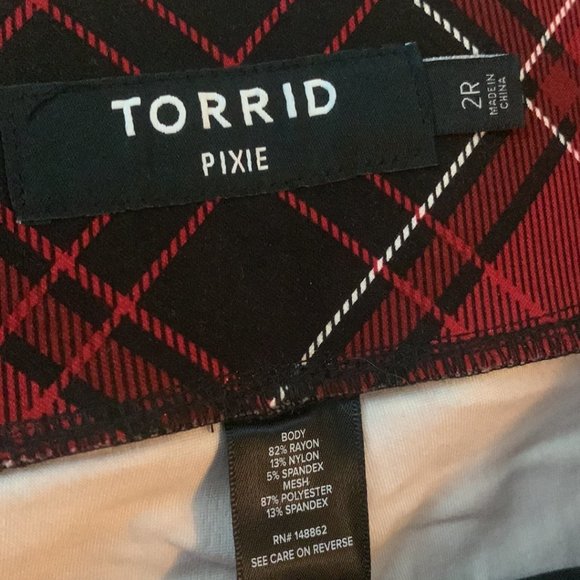 TORRID
PIXIE
2R
MADE IN
CHINA
BODY
82% RAYON
13% NYLON
5% SPANDEX
MESH
87% POLYESTER
13% SPANDEX
RN# 148862
SEE CARE ON REVERSE